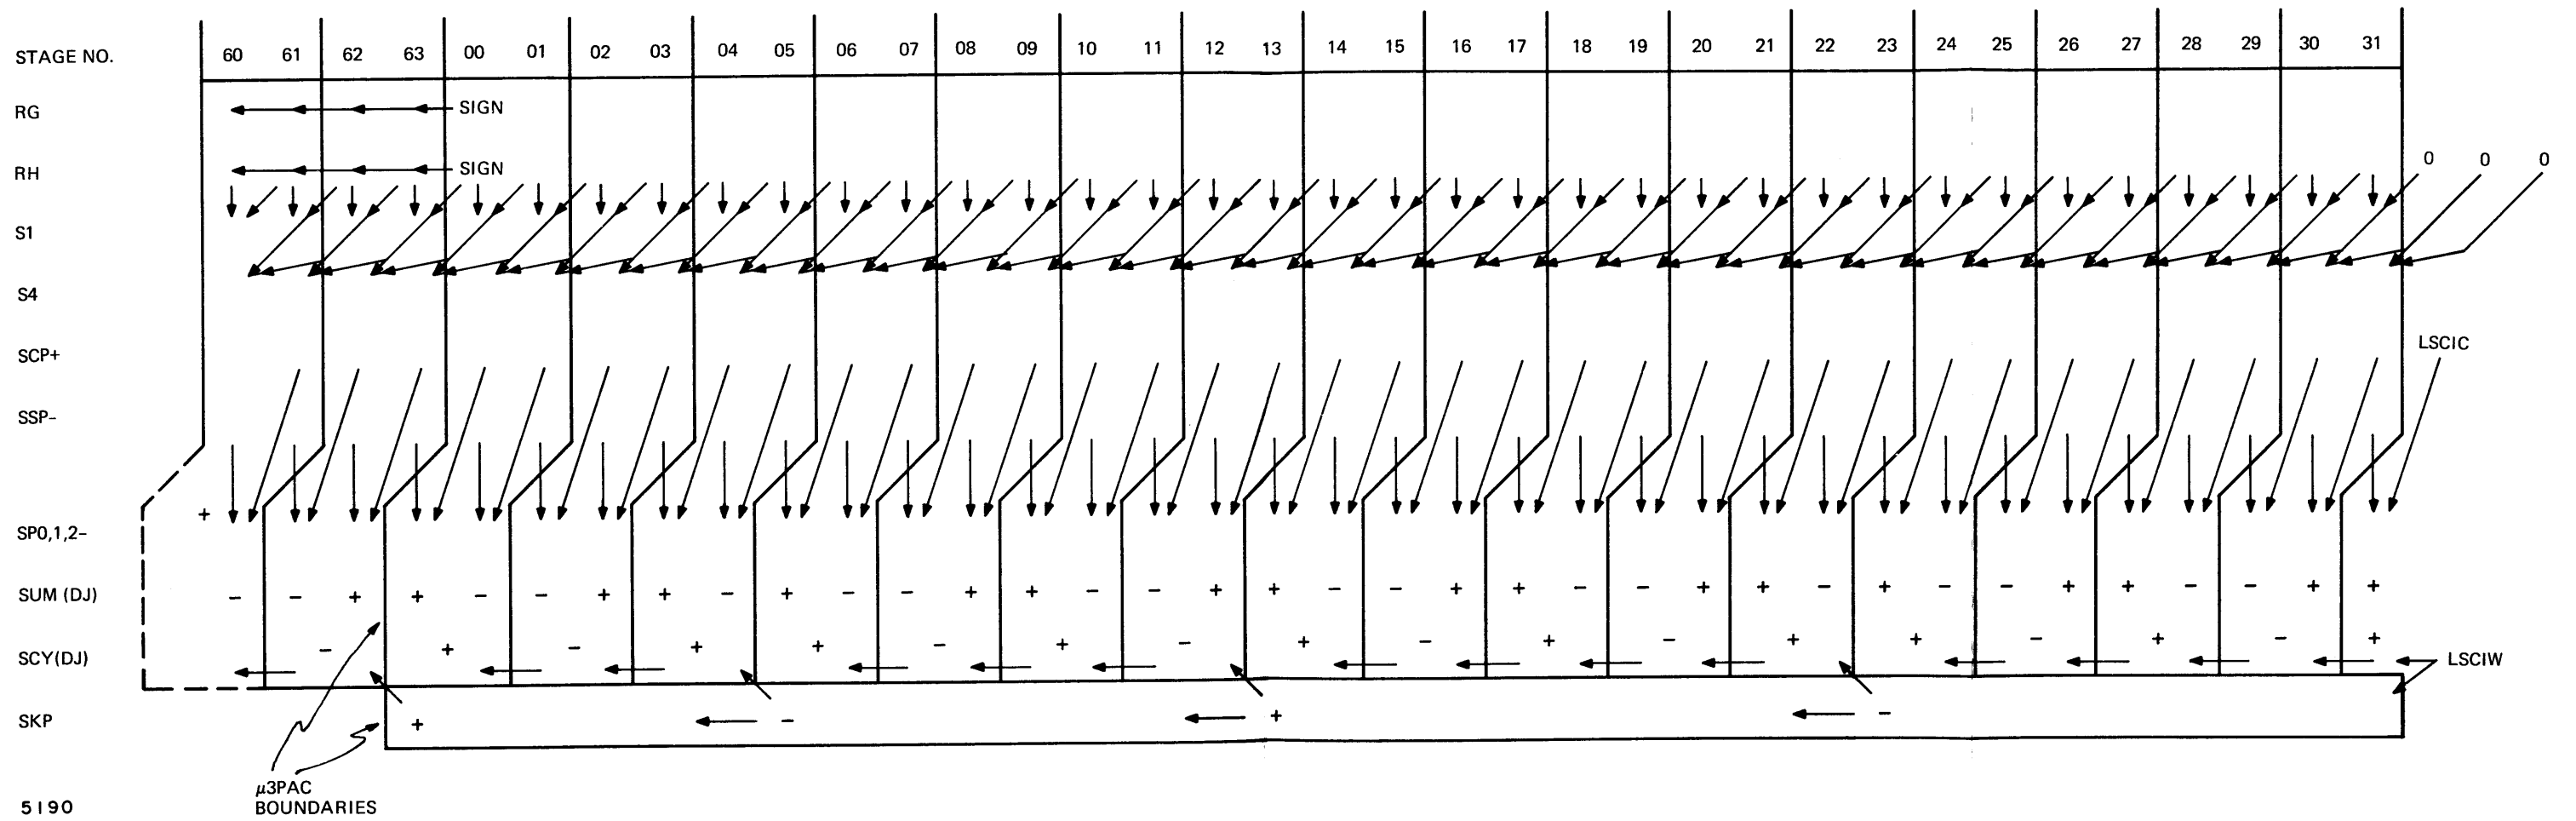 STAGE NO. 60 61 62 63 00 01 02 03 04 05 06 07 08 09 10 11 12 13 14 15 16 17 18 19 20 21 22 23 24 25 26 27 28 29 30 31
RG SIGN
RH SIGN 0 0 0
S1
S4
SCP+ LSCIC
SSP−
+
SP0,1,2−
SUM (DJ) − − + + − − + + − + − − + + − − + + − − + + − − + + − + − − + + − − + +
SCY(DJ) − + − + + − + − + − + − + + − + − +
LSCIW
SKP + − + −
μ3PAC
BOUNDARIES
5190